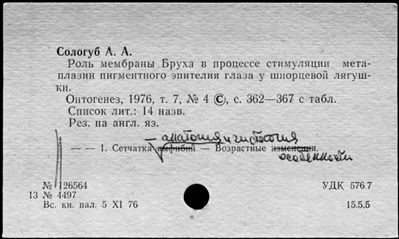 Сологуб А. А.
Роль мембраны Бруха в процессе стимуляции мета-
плазии пигментного эпителия глаза у шпорцевой лягуш-
ки.
Онтогенез, 1976, т. 7, № 4 ©, с. 362—367 с табл.
Список лит.: 14 назв.
Рез. на англ. яз.
— анатомия и гистология
— — 1. Сетчатка амфибий — Возрастные изменения.
особенности
№ 126564 УДК 576.7
13 № 4497
Вс. кн. пал. 5 XI 76 15.5.5